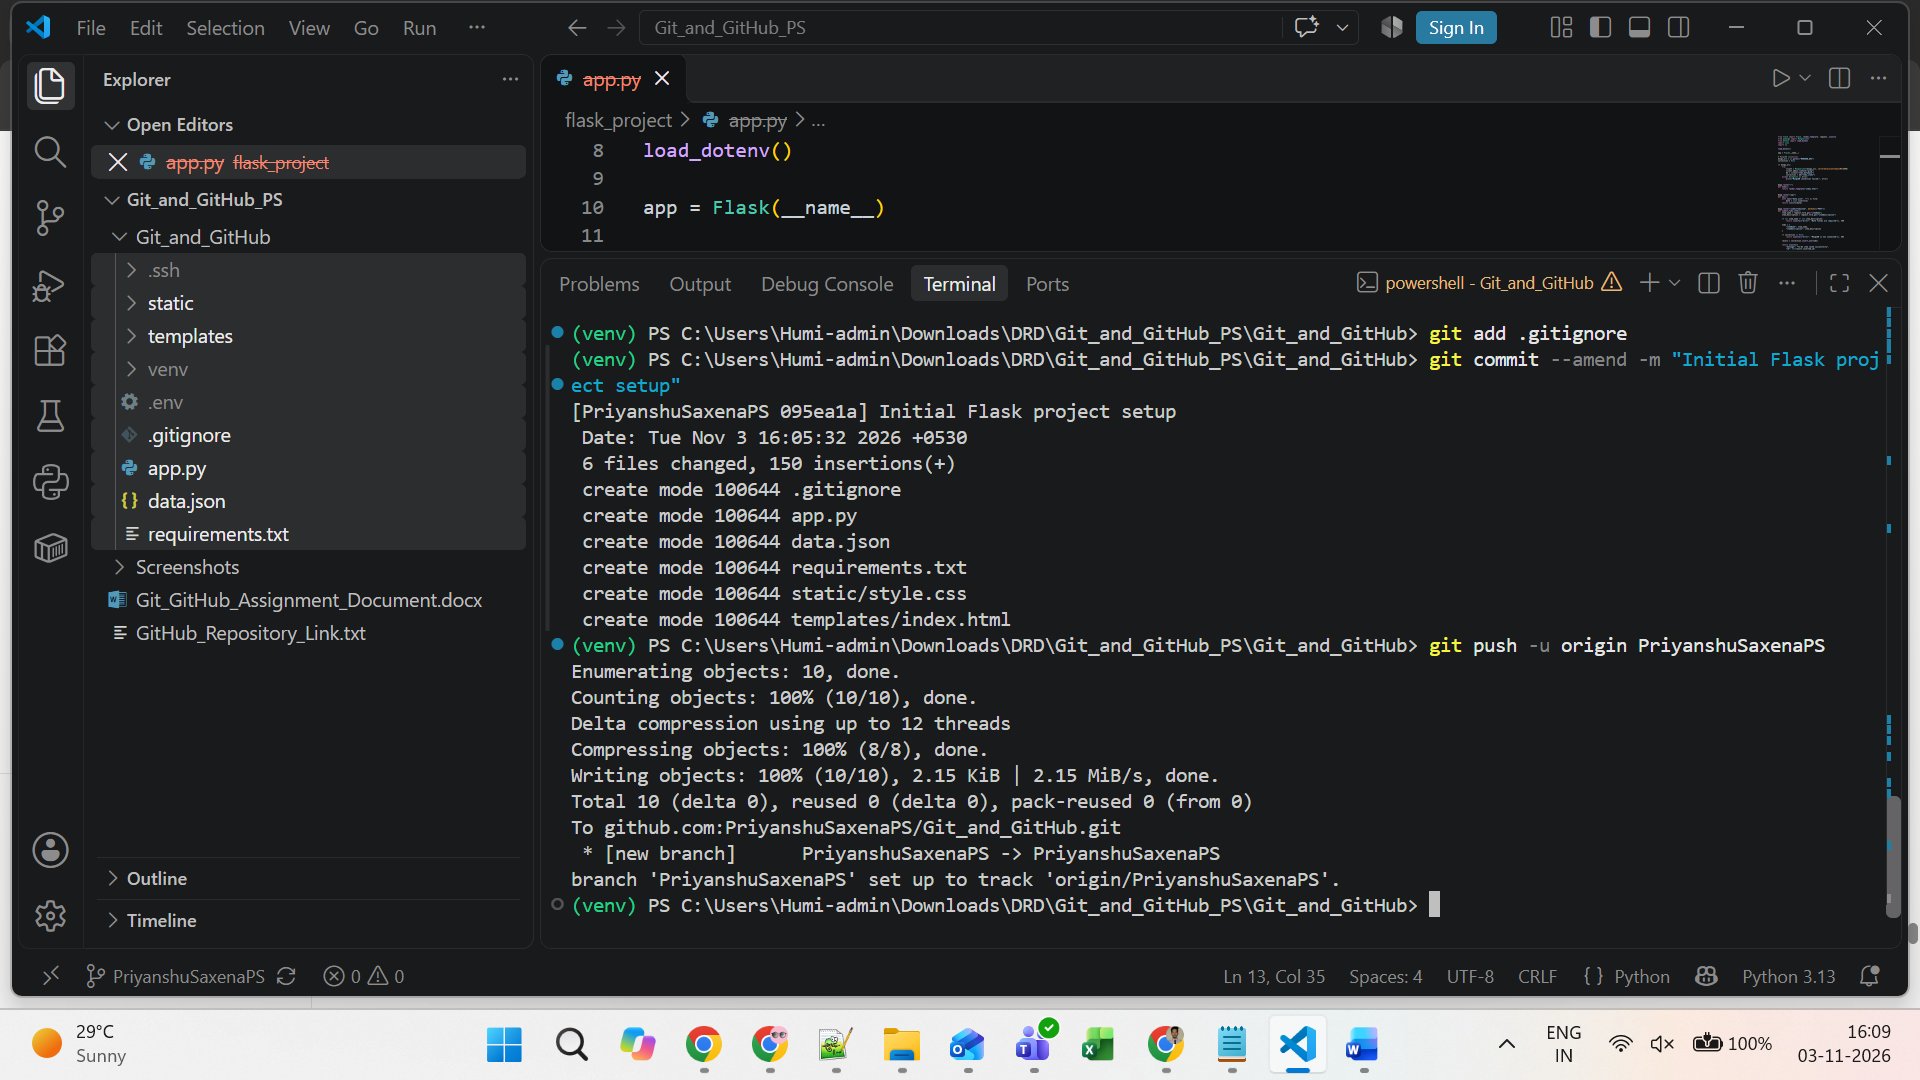 File Edit Selection View Go Run ···
Git_and_GitHub_PS
Sign In
Explorer
Open Editors
app.py flask_project
Git_and_GitHub_PS
Git_and_GitHub
.ssh
static
templates
venv
.env
.gitignore
app.py
data.json
requirements.txt
Screenshots
Git_GitHub_Assignment_Document.docx
GitHub_Repository_Link.txt
Outline
Timeline
app.py
flask_project > app.py > ...
8 load_dotenv()
9
10 app = Flask(__name__)
11
Problems Output Debug Console Terminal Ports
powershell - Git_and_GitHub
(venv) PS C:\Users\Humi-admin\Downloads\DRD\Git_and_GitHub_PS\Git_and_GitHub> git add .gitignore
(venv) PS C:\Users\Humi-admin\Downloads\DRD\Git_and_GitHub_PS\Git_and_GitHub> git commit --amend -m "Initial Flask proj
ect setup"
[PriyanshuSaxenaPS 095ea1a] Initial Flask project setup
Date: Tue Nov 3 16:05:32 2026 +0530
6 files changed, 150 insertions(+)
create mode 100644 .gitignore
create mode 100644 app.py
create mode 100644 data.json
create mode 100644 requirements.txt
create mode 100644 static/style.css
create mode 100644 templates/index.html
(venv) PS C:\Users\Humi-admin\Downloads\DRD\Git_and_GitHub_PS\Git_and_GitHub> git push -u origin PriyanshuSaxenaPS
Enumerating objects: 10, done.
Counting objects: 100% (10/10), done.
Delta compression using up to 12 threads
Compressing objects: 100% (8/8), done.
Writing objects: 100% (10/10), 2.15 KiB | 2.15 MiB/s, done.
Total 10 (delta 0), reused 0 (delta 0), pack-reused 0 (from 0)
To github.com:PriyanshuSaxenaPS/Git_and_GitHub.git
* [new branch] PriyanshuSaxenaPS -> PriyanshuSaxenaPS
branch 'PriyanshuSaxenaPS' set up to track 'origin/PriyanshuSaxenaPS'.
(venv) PS C:\Users\Humi-admin\Downloads\DRD\Git_and_GitHub_PS\Git_and_GitHub>
PriyanshuSaxenaPS 0 0 Ln 13, Col 35 Spaces: 4 UTF-8 CRLF { } Python Python 3.13
29°C
Sunny
ENG
IN
100%
16:09
03-11-2026